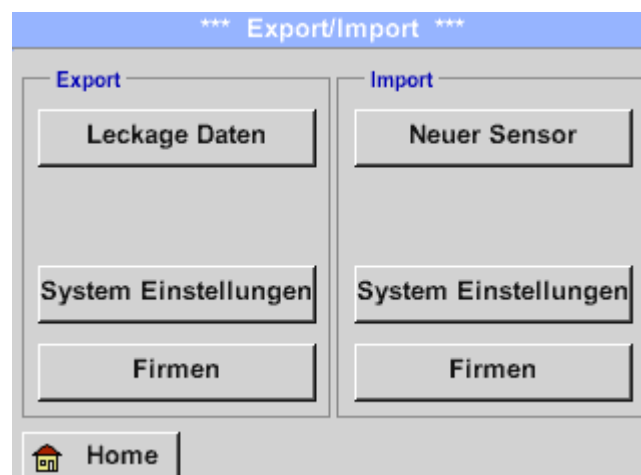 *** Export/Import ***
Export
Leckage Daten
System Einstellungen
Firmen
Import
Neuer Sensor
System Einstellungen
Firmen
Home